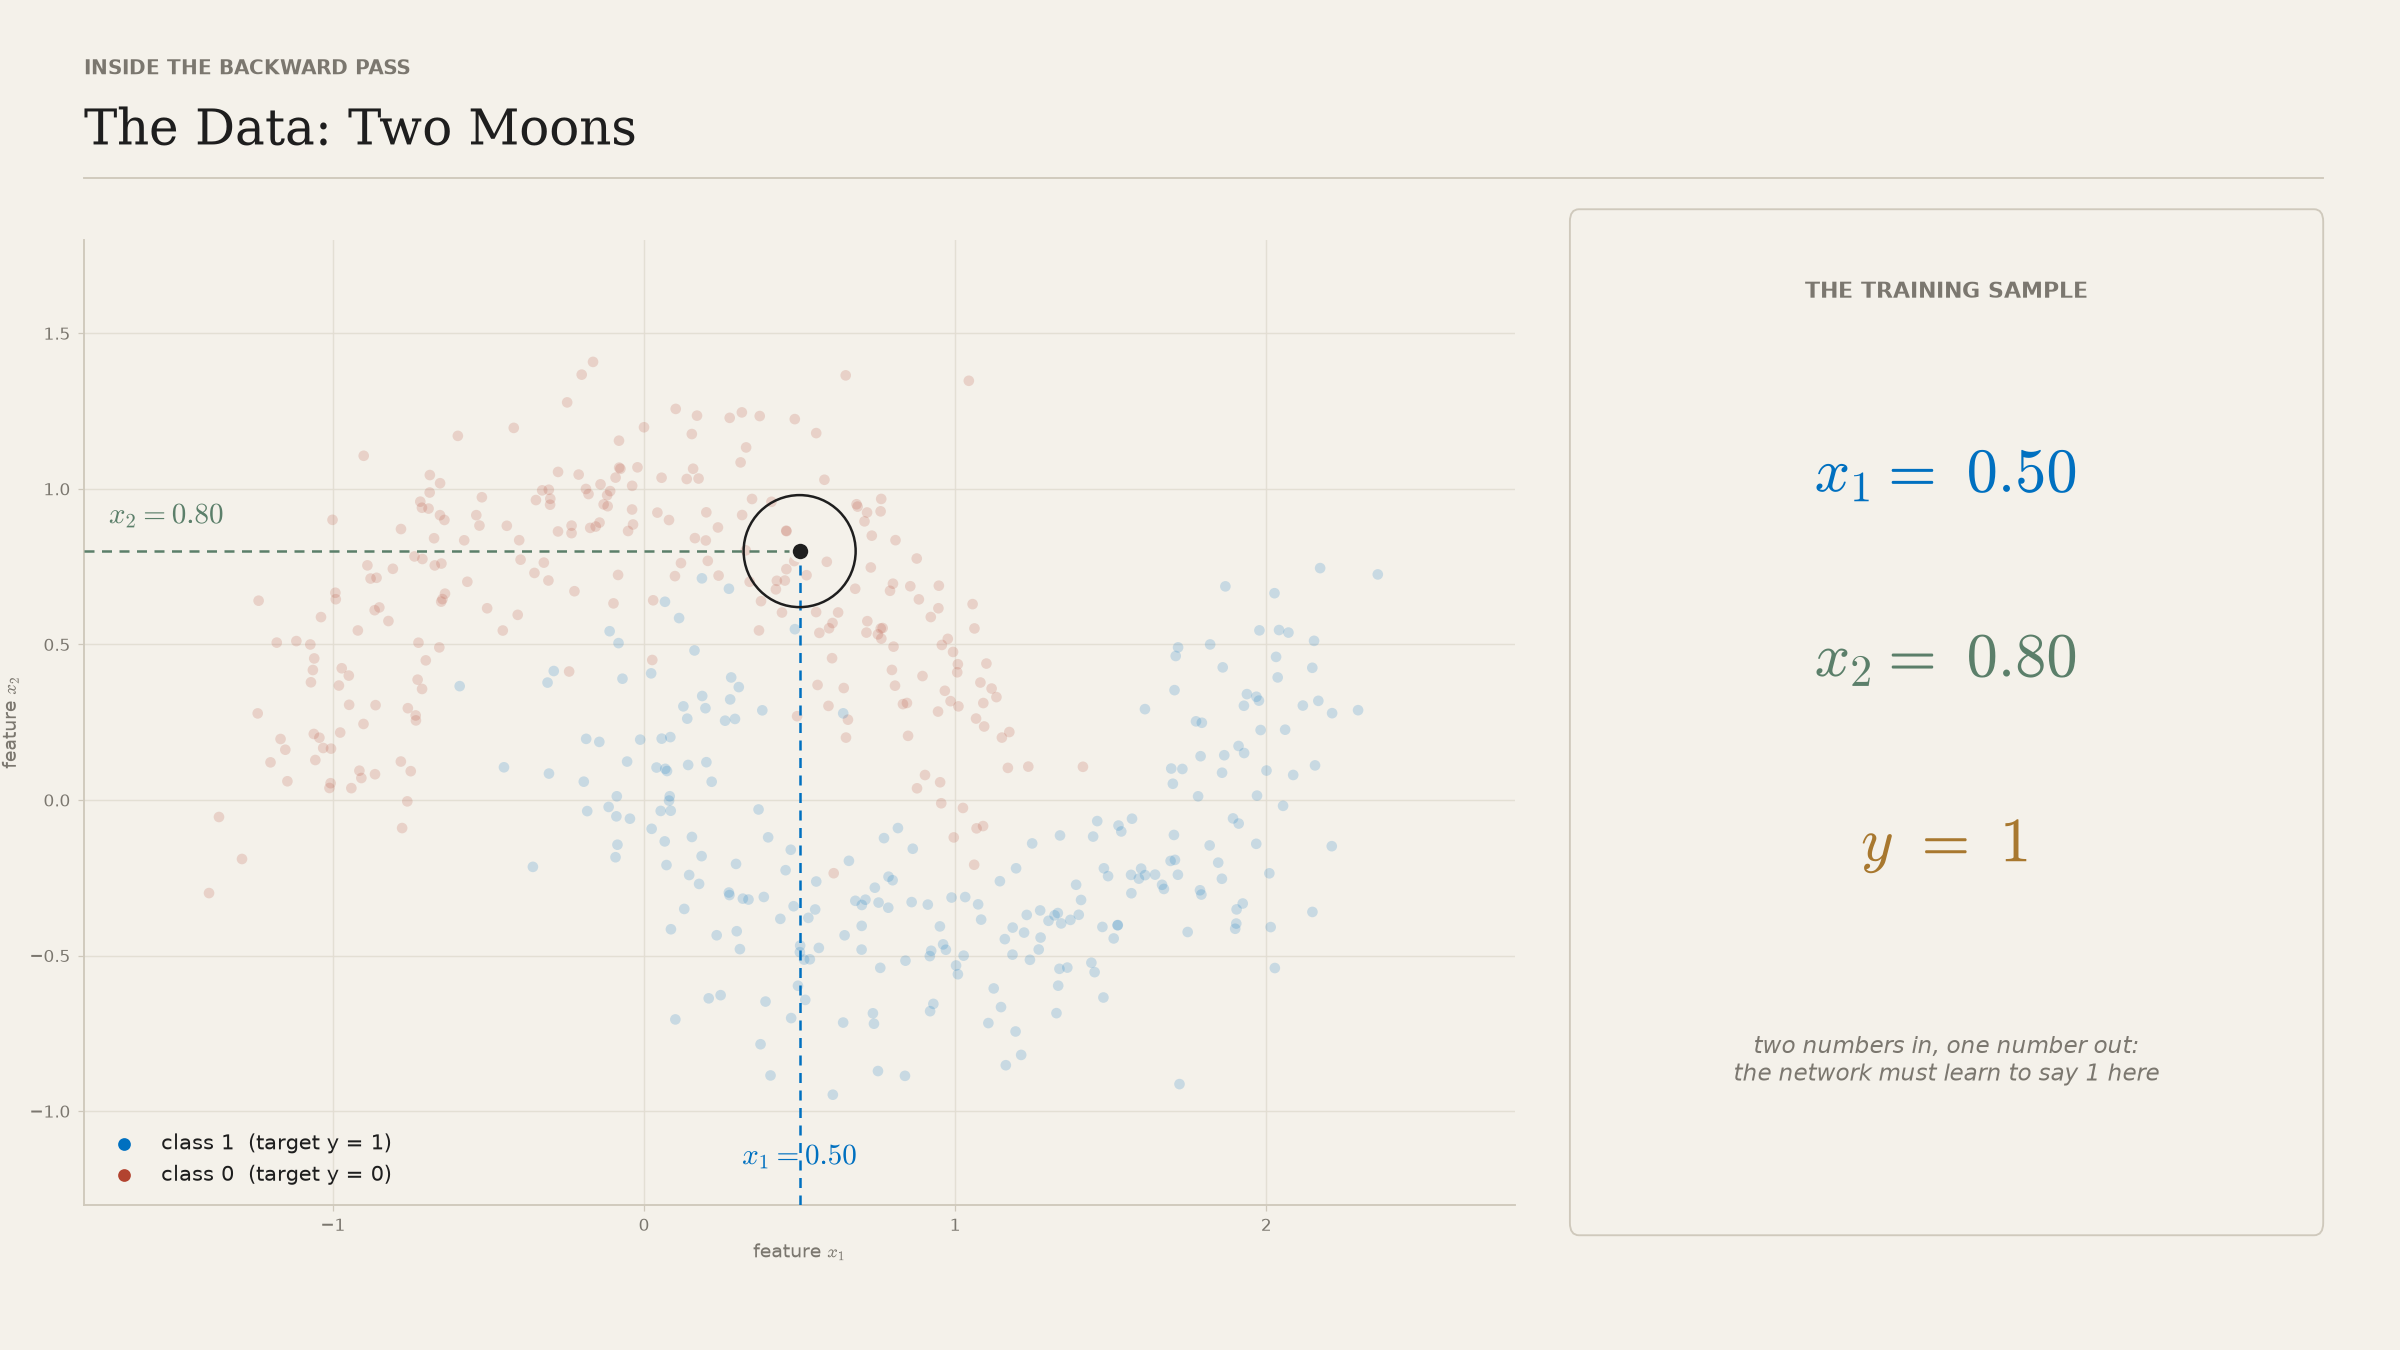 INSIDE THE BACKWARD PASS
The Data: Two Moons
1.5
1.0
0.5
0.0
−0.5
−1.0
feature x₂
x₂ = 0.80
x₁ = 0.50
class 1 (target y = 1)
class 0 (target y = 0)
−1
0
1
2
feature x₁
THE TRAINING SAMPLE
x₁ = 0.50
x₂ = 0.80
y = 1
two numbers in, one number out:
the network must learn to say 1 here